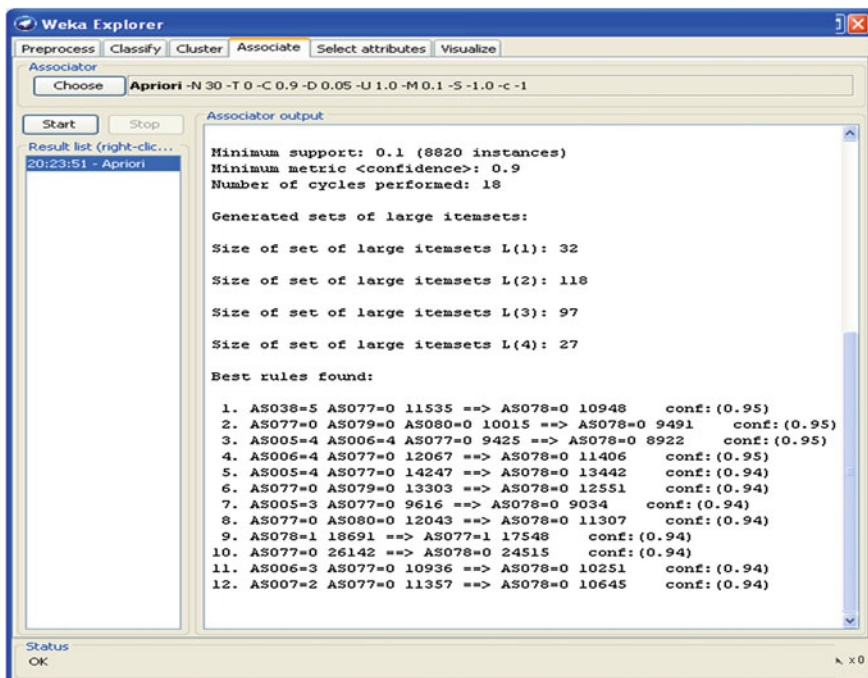 Weka Explorer
Preprocess Classify Cluster Associate Select attributes Visualize
Associator
Choose Apriori -N 30 -T 0 -C 0.9 -D 0.05 -U 1.0 -M 0.1 -S -1.0 -c -1
Start Stop
Result list (right-clic...
20:23:51 - Apriori
Associator output
Minimum support: 0.1 (8820 instances)
Minimum metric <confidence>: 0.9
Number of cycles performed: 18
Generated sets of large itemsets:
Size of set of large itemsets L(1): 32
Size of set of large itemsets L(2): 118
Size of set of large itemsets L(3): 97
Size of set of large itemsets L(4): 27
Best rules found:
1. AS038=5 AS077=0 11535 ==> AS078=0 10948 conf:(0.95)
2. AS077=0 AS079=0 AS080=0 10015 ==> AS078=0 9491 conf:(0.95)
3. AS005=4 AS006=4 AS077=0 9425 ==> AS078=0 8922 conf:(0.95)
4. AS006=4 AS077=0 12067 ==> AS078=0 11406 conf:(0.95)
5. AS005=4 AS077=0 14247 ==> AS078=0 13442 conf:(0.94)
6. AS077=0 AS079=0 13303 ==> AS078=0 12551 conf:(0.94)
7. AS005=3 AS077=0 9616 ==> AS078=0 9034 conf:(0.94)
8. AS077=0 AS080=0 12043 ==> AS078=0 11307 conf:(0.94)
9. AS078=1 18691 ==> AS077=1 17548 conf:(0.94)
10. AS077=0 26142 ==> AS078=0 24515 conf:(0.94)
11. AS006=3 AS077=0 10936 ==> AS078=0 10251 conf:(0.94)
12. AS007=2 AS077=0 11357 ==> AS078=0 10645 conf:(0.94)
Status
OK
x 0